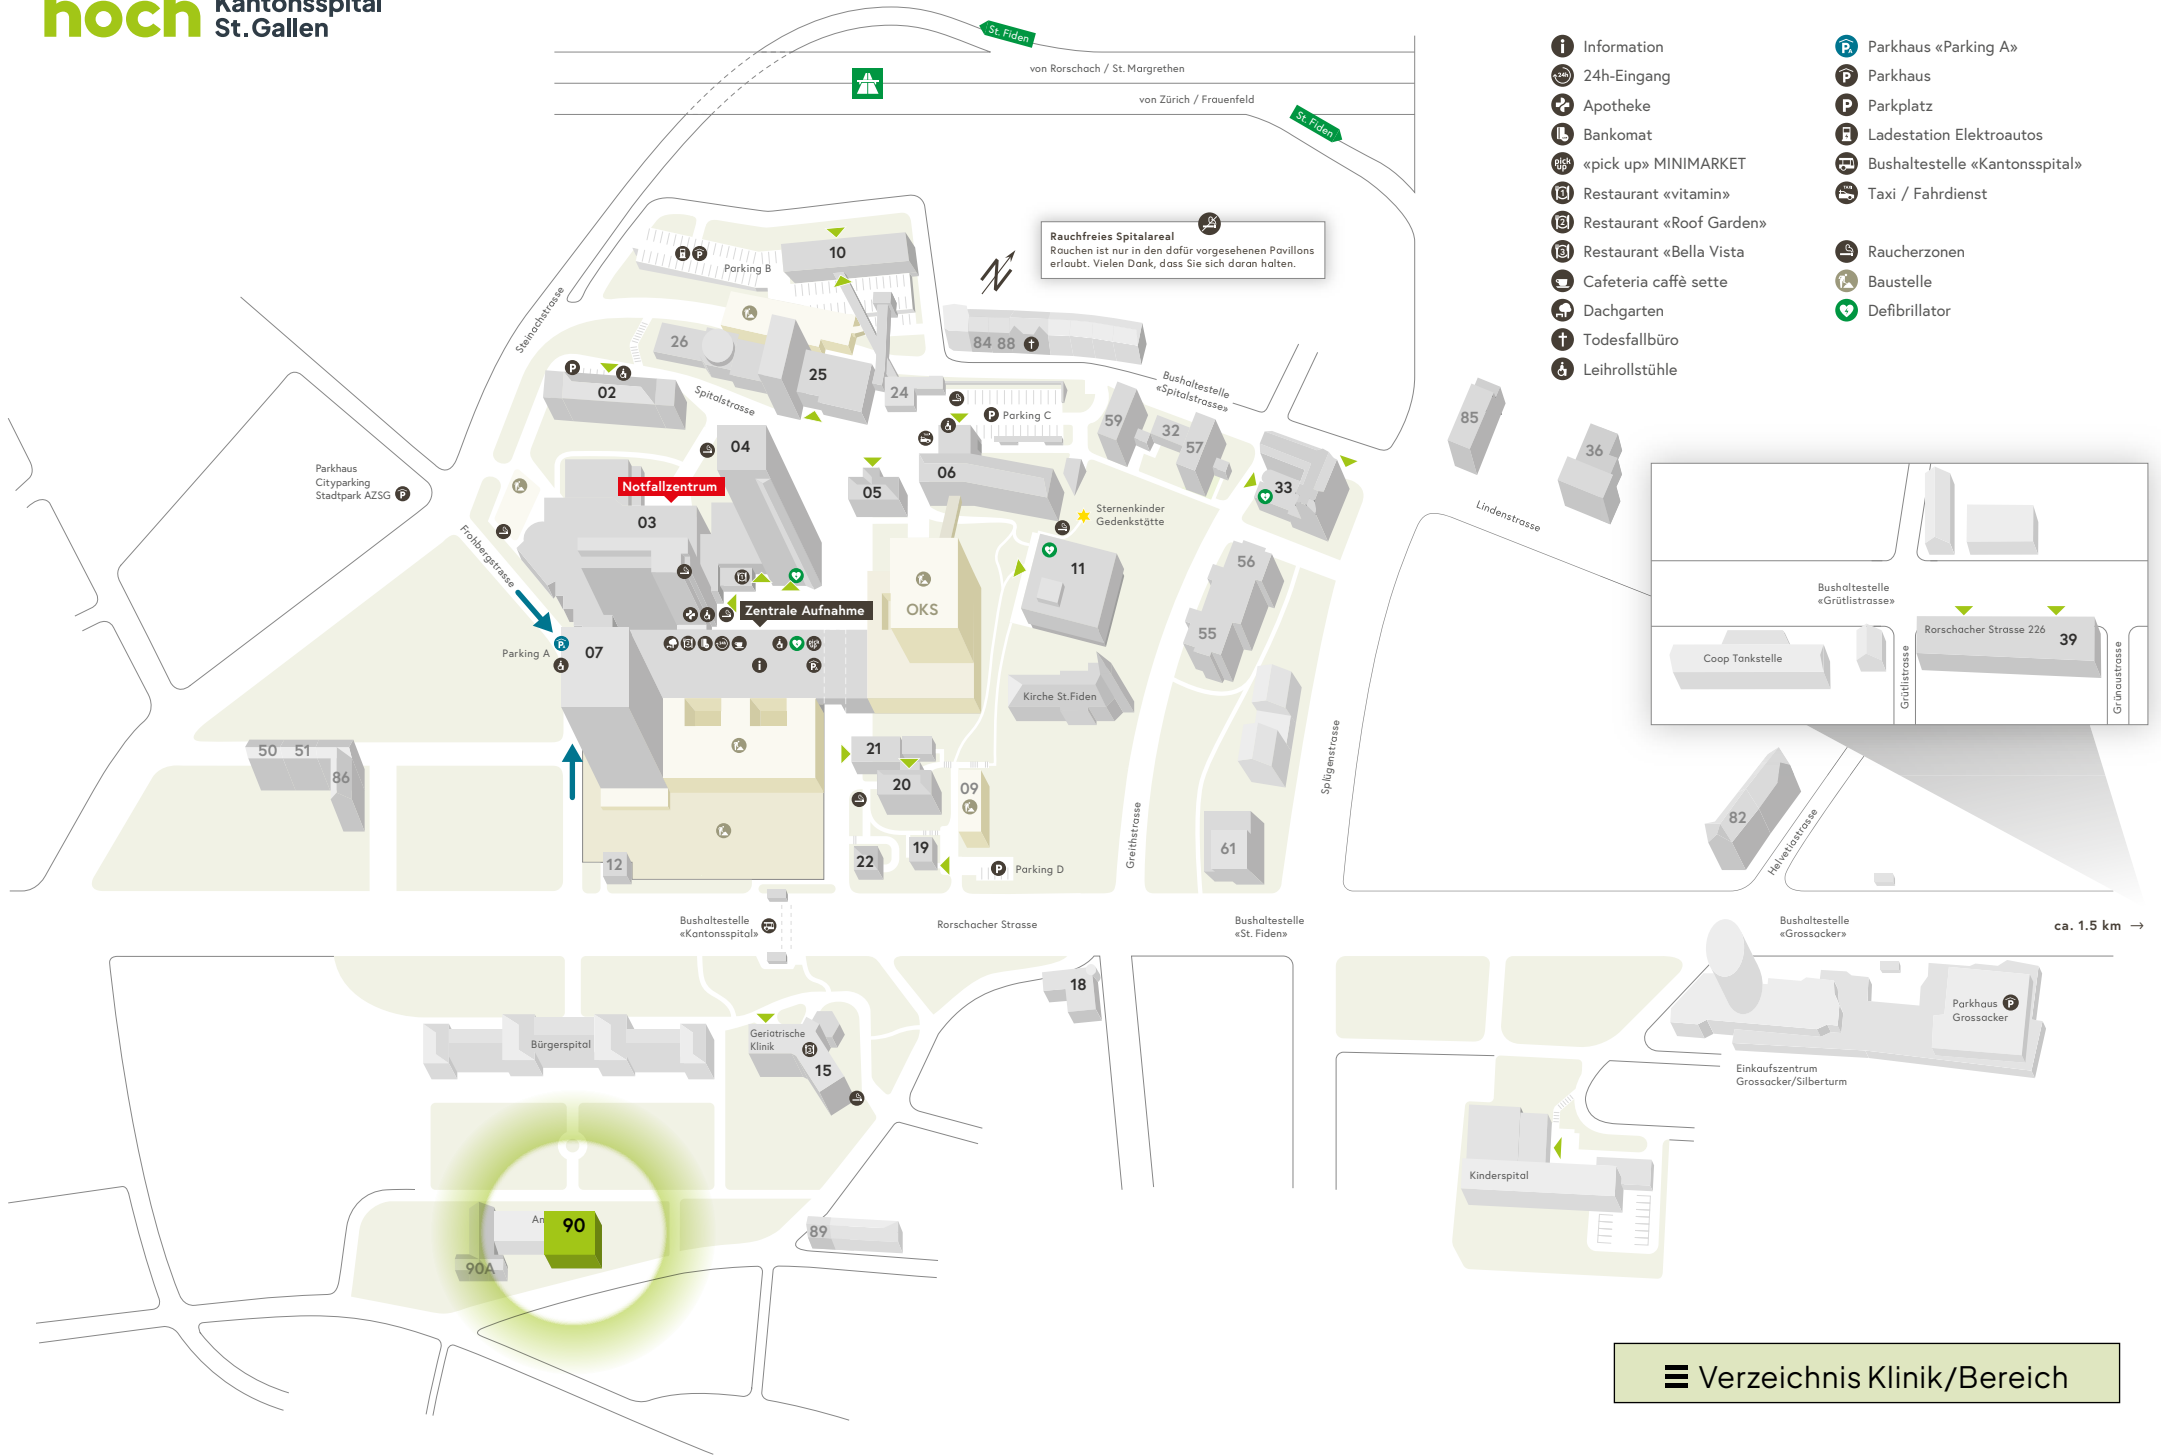 hoch Kantonsspital
St.Gallen
St. Fiden
von Rorschach / St. Margrethen
von Zürich / Frauenfeld
St. Fiden
Information
24h-Eingang
Apotheke
Bankomat
«pick up» MINIMARKET
Restaurant «vitamin»
Restaurant «Roof Garden»
Restaurant «Bella Vista
Cafeteria caffè sette
Dachgarten
Todesfallbüro
Leihrollstühle
Parkhaus «Parking A»
Parkhaus
Parkplatz
Ladestation Elektroautos
Bushaltestelle «Kantonsspital»
Taxi / Fahrdienst
Raucherzonen
Baustelle
Defibrillator
Rauchfreies Spitalareal
Rauchen ist nur in den dafür vorgesehenen Pavillons
erlaubt. Vielen Dank, dass Sie sich daran halten.
N
Parking B
10
Steinachstrasse
26
84 88
25
24
02
Spitalstrasse
Bushaltestelle
«Spitalstrasse»
Parking C
59
32
57
85
36
04
06
05
33
Parkhaus
Cityparking
Stadtpark AZSG
Notfallzentrum
03
Sternenkinder
Gedenkstätte
Lindenstrasse
Frohbergstrasse
11
56
OKS
Zentrale Aufnahme
55
Parking A
07
Kirche St.Fiden
Bushaltestelle
«Grütlistrasse»
Rorschacher Strasse 226
39
Coop Tankstelle
Grütlistrasse
Grünaustrasse
50 51
86
21
20
09
Splügenstrasse
Greithstrasse
82
Helvetiastrasse
61
12
22
19
Parking D
Bushaltestelle
«Kantonsspital»
Rorschacher Strasse
Bushaltestelle
«St. Fiden»
Bushaltestelle
«Grossacker»
ca. 1.5 km →
18
Parkhaus
Grossacker
Bürgerspital
Geriatrische
Klinik
15
Einkaufszentrum
Grossacker/Silberturm
Kinderspital
An
90
90A
89
Verzeichnis Klinik/Bereich